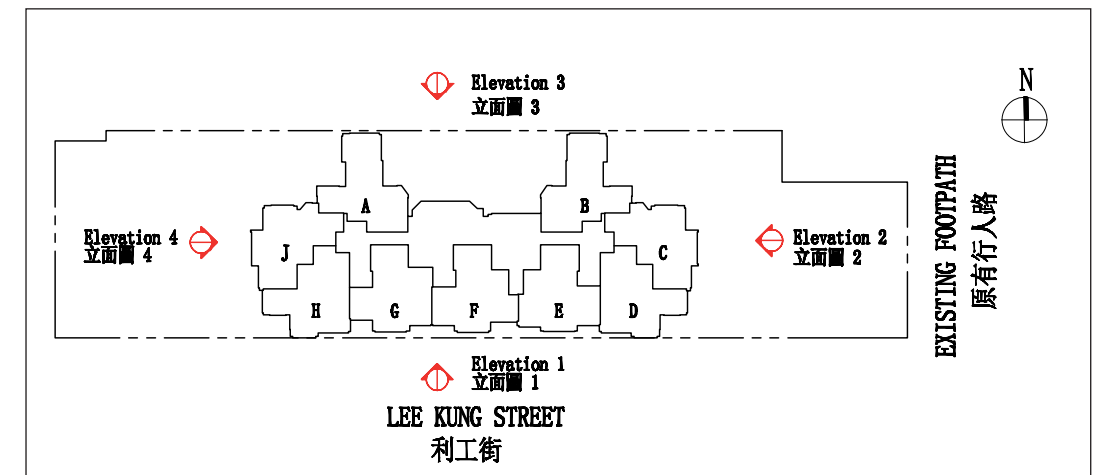 Elevation 3
立面圖 3
N
A
B
Elevation 4
立面圖 4
J
C
Elevation 2
立面圖 2
H
G
F
E
D
EXISTING FOOTPATH
原有行人路
Elevation 1
立面圖 1
LEE KUNG STREET
利工街